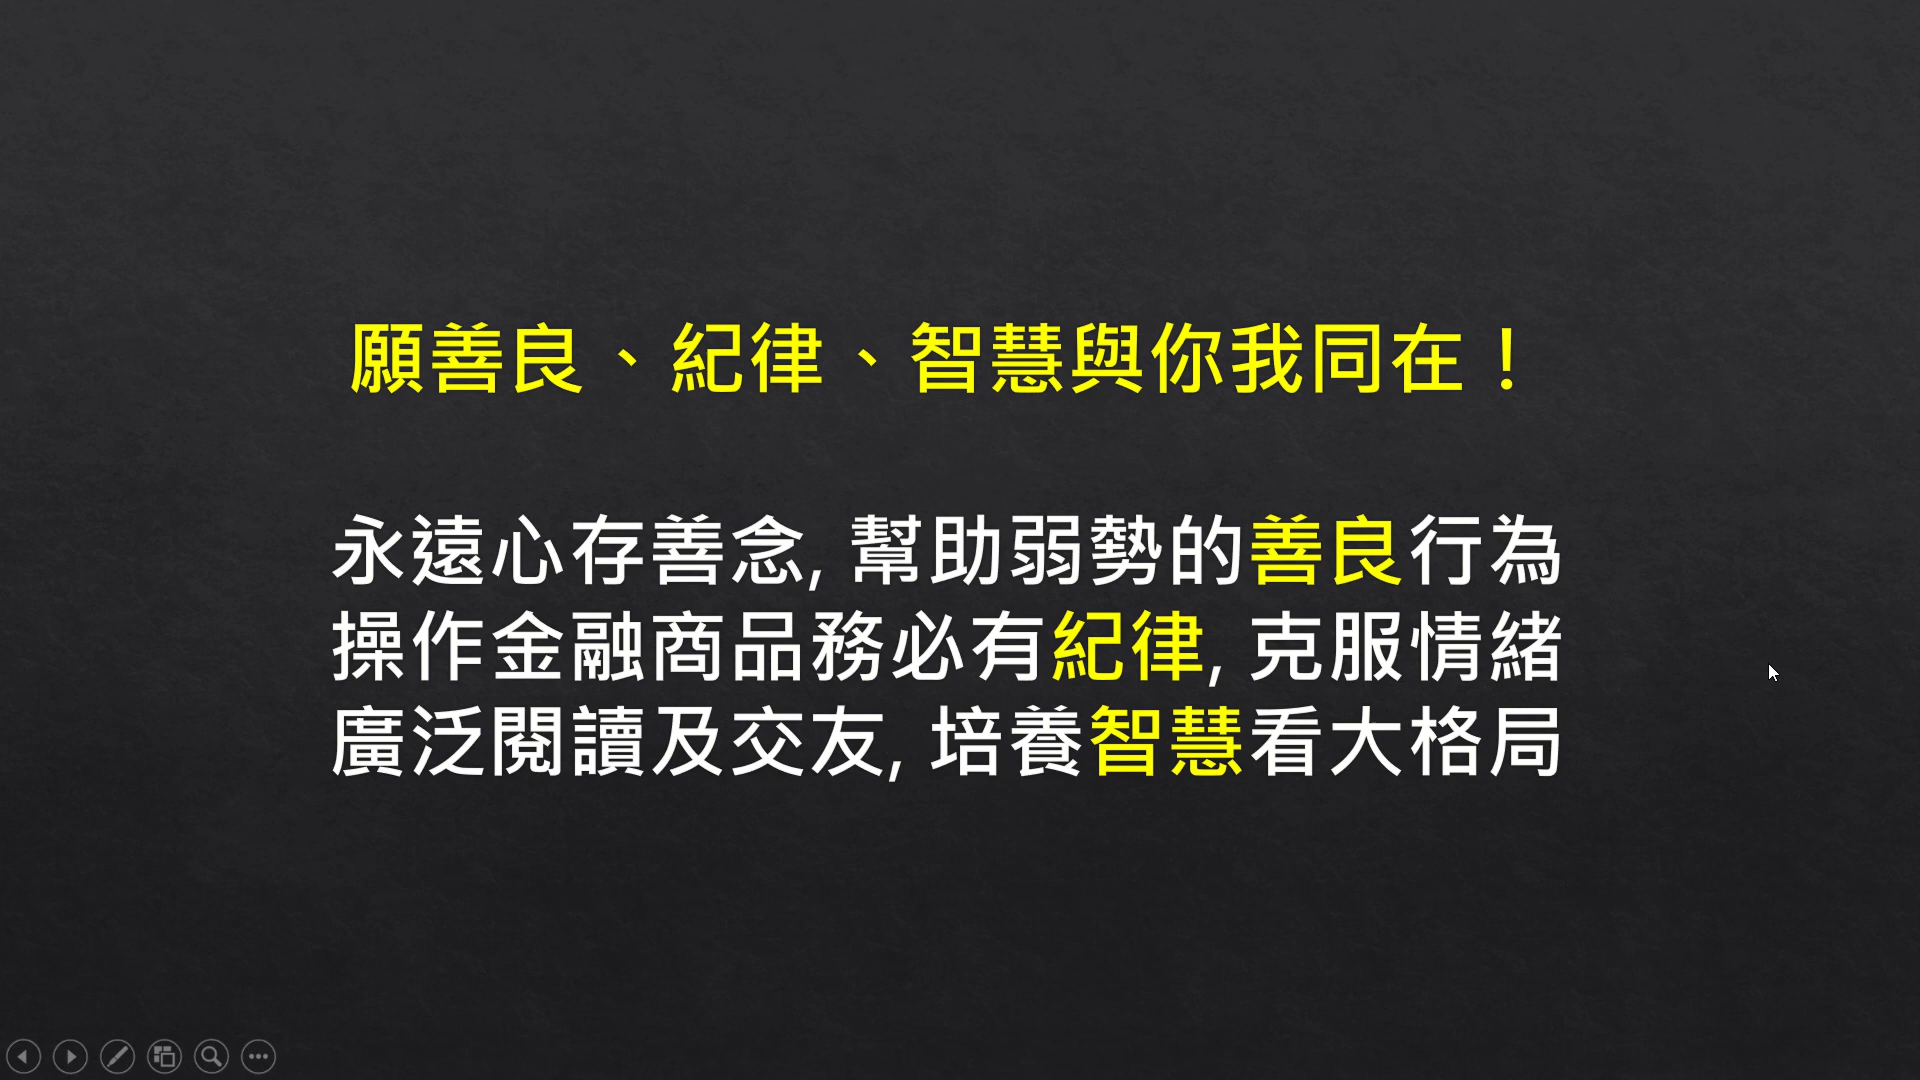 願善良、紀律、智慧與你我同在！
永遠心存善念, 幫助弱勢的善良行為
操作金融商品務必有紀律, 克服情緒
廣泛閱讀及交友, 培養智慧看大格局